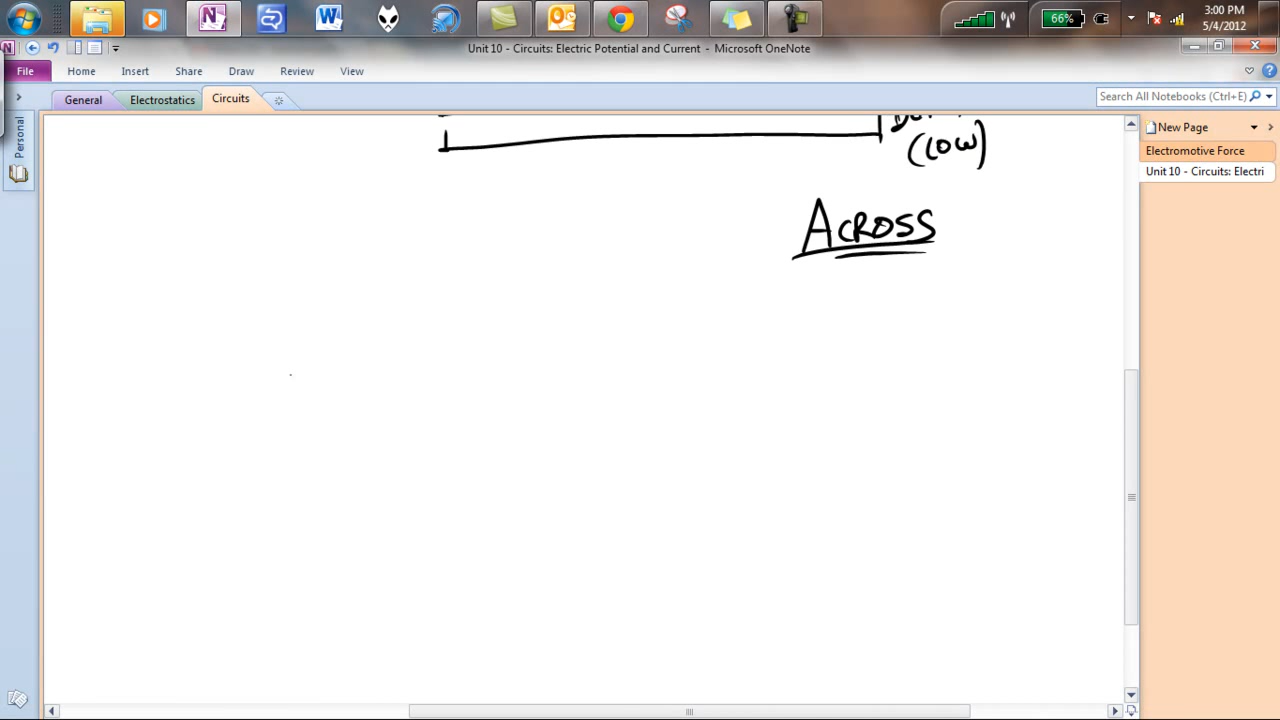 3:00 PM
66%
5/4/2012
Unit 10 - Circuits: Electric Potential and Current - Microsoft OneNote
File Home Insert Share Draw Review View
General Electrostatics Circuits
Search All Notebooks (Ctrl+E)
Personal
New Page
Electromotive Force
Unit 10 - Circuits: Electri
(LOW)
ACROSS